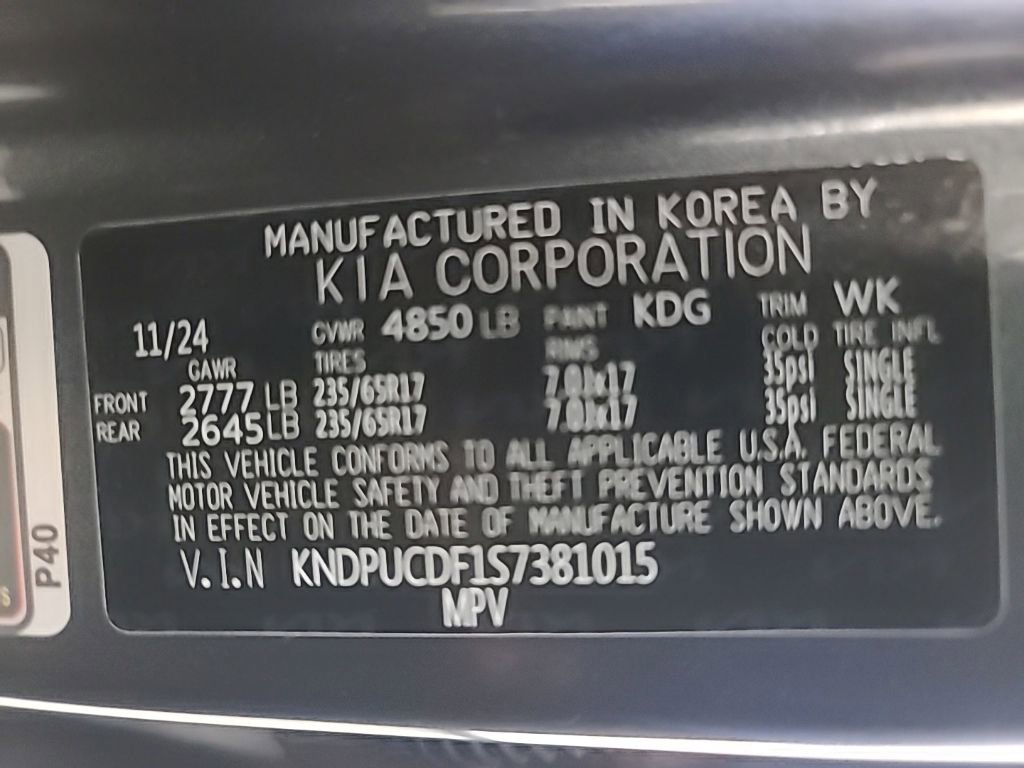 MANUFACTURED IN KOREA BY
KIA CORPORATION
11/24 GVWR 4850 LB PAINT KDG TRIM WK
GAWR TIRES RIMS COLD TIRE INFL
FRONT 2777 LB 235/65R17 7.0Jx17 35psi SINGLE
REAR 2645 LB 235/65R17 7.0Jx17 35psi SINGLE
THIS VEHICLE CONFORMS TO ALL APPLICABLE U.S.A. FEDERAL
MOTOR VEHICLE SAFETY AND THEFT PREVENTION STANDARDS
IN EFFECT ON THE DATE OF MANUFACTURE SHOWN ABOVE.
V.I.N KNDPUCDF1S7381015
MPV
P40